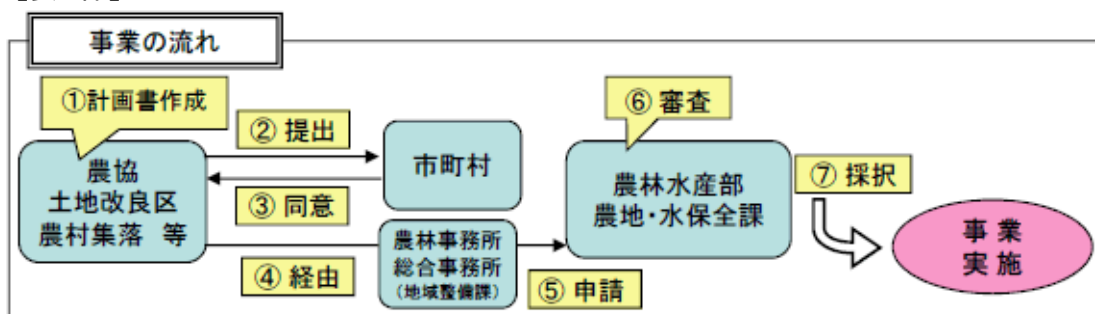 事業の流れ
①計画書作成
② 提出
③ 同意
農協
土地改良区
農村集落 等
市町村
④ 経由
農林事務所
総合事務所
（地域整備課）
⑤ 申請
⑥ 審査
農林水産部
農地・水保全課
⑦ 採択
事 業
実 施